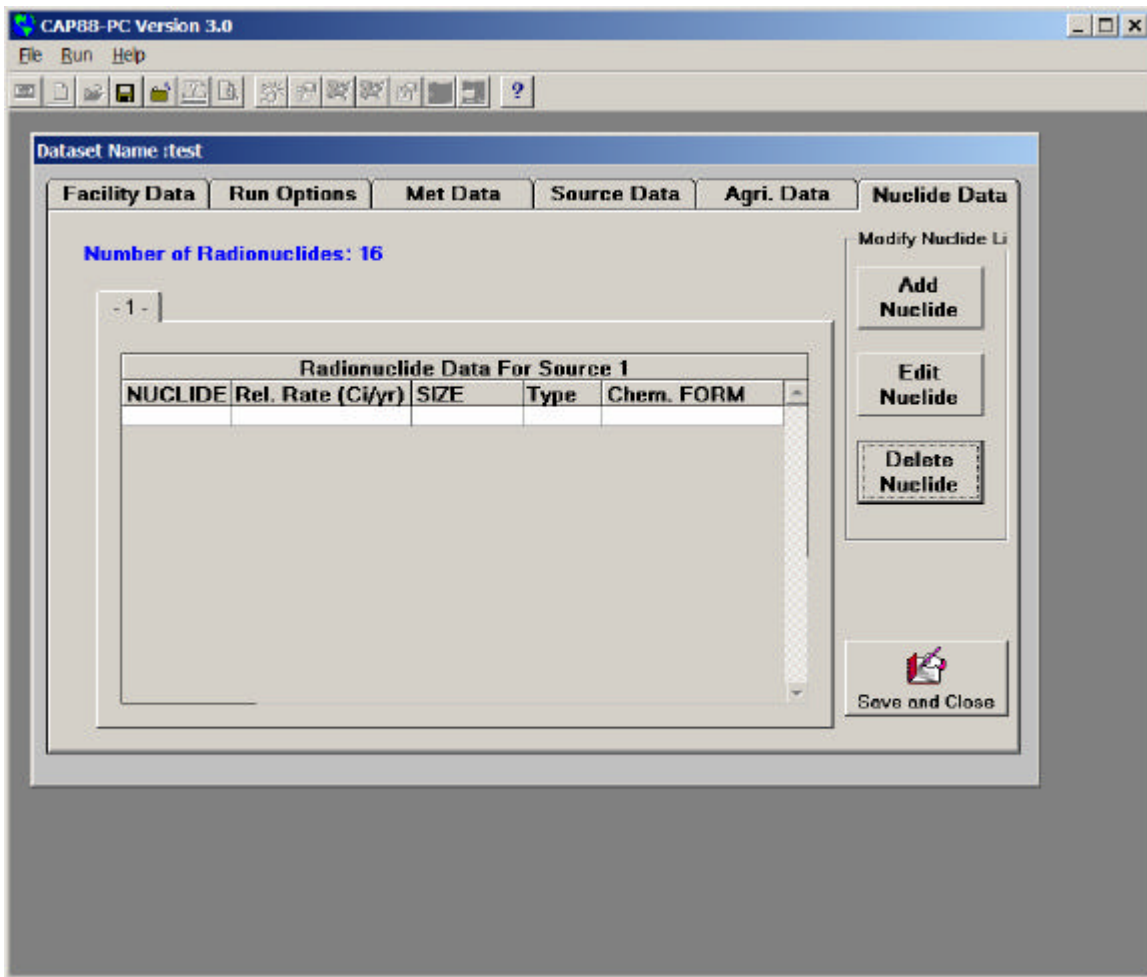 CAP88-PC Version 3.0
File Run Help
?
Dataset Name :test
Facility Data Run Options Met Data Source Data Agri. Data Nuclide Data
Number of Radionuclides: 16
Modify Nuclide Li
- 1 -
Add
Nuclide
Radionuclide Data For Source 1
NUCLIDE Rel. Rate (Ci/yr) SIZE Type Chem. FORM
Edit
Nuclide
Delete
Nuclide
Save and Close